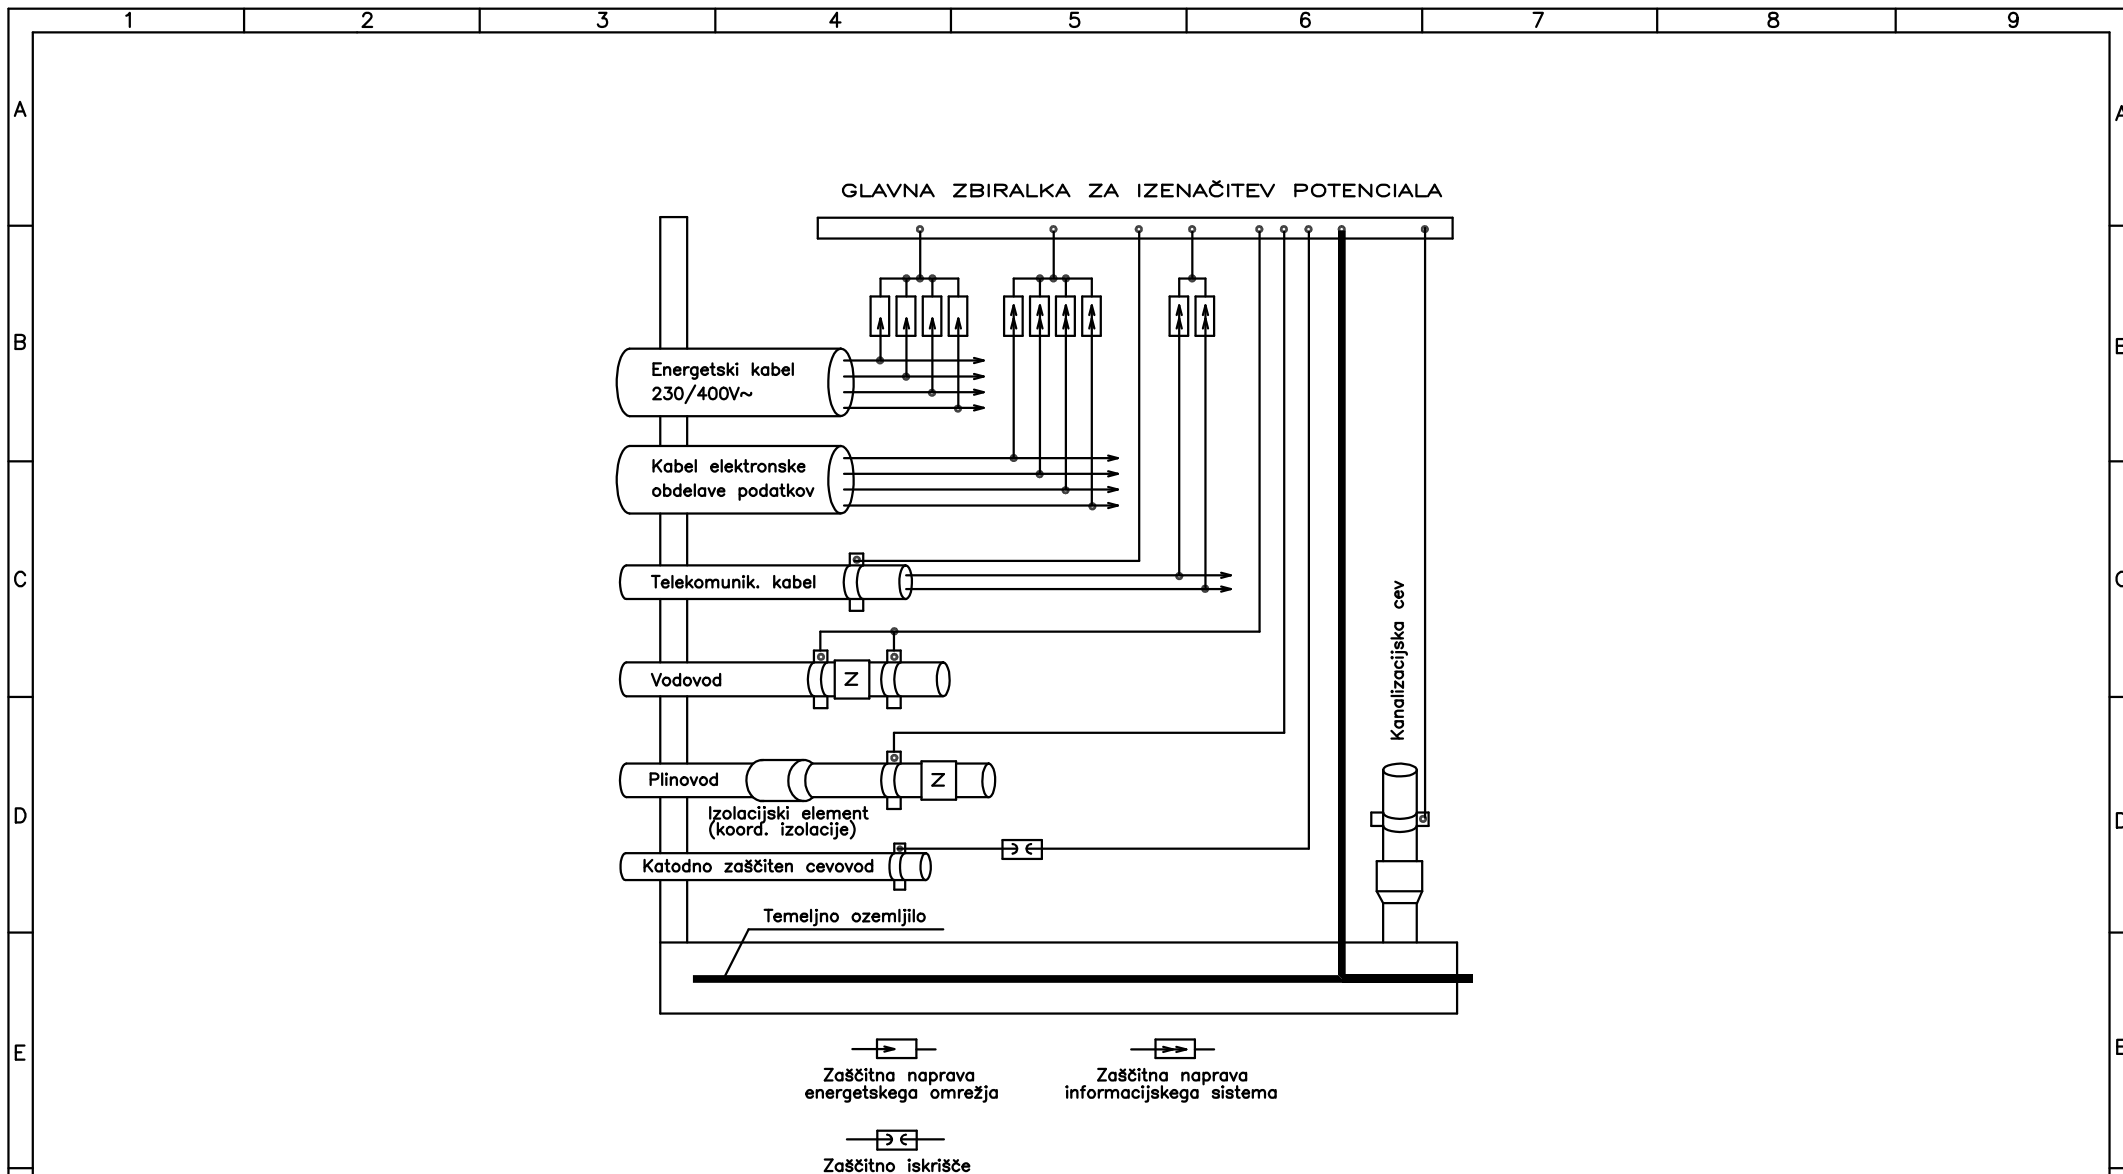 1 2 3 4 5 6 7 8 9
A A
GLAVNA ZBIRALKA ZA IZENAČITEV POTENCIALA
B
Energetski kabel
230/400V~
Kabel elektronske
obdelave podatkov
C
Telekomunik. kabel
Kanalizacijska cev
Vodovod
Z
Plinovod
Z
D
Izolacijski element
(koord. izolacije)
Katodno zaščiten cevovod
Temeljno ozemljilo
E
Zaščitna naprava
energetskega omrežja
Zaščitna naprava
informacijskega sistema
Zaščitno iskrišče